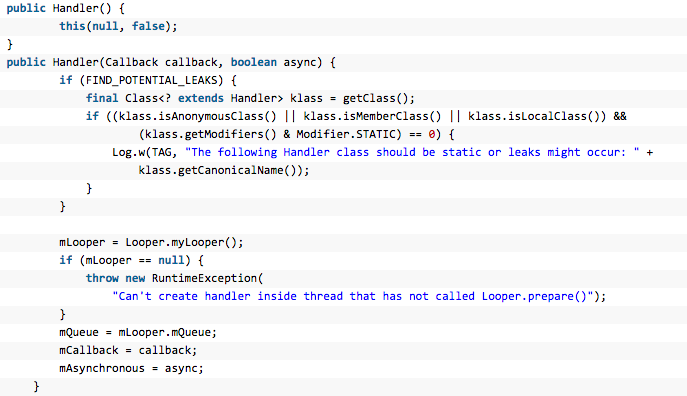 public Handler() {
        this(null, false);
}
public Handler(Callback callback, boolean async) {
        if (FIND_POTENTIAL_LEAKS) {
            final Class<? extends Handler> klass = getClass();
            if ((klass.isAnonymousClass() || klass.isMemberClass() || klass.isLocalClass()) &&
                    (klass.getModifiers() & Modifier.STATIC) == 0) {
                Log.w(TAG, "The following Handler class should be static or leaks might occur: " +
                    klass.getCanonicalName());
            }
        }

        mLooper = Looper.myLooper();
        if (mLooper == null) {
            throw new RuntimeException(
                "Can't create handler inside thread that has not called Looper.prepare()");
        }
        mQueue = mLooper.mQueue;
        mCallback = callback;
        mAsynchronous = async;
    }